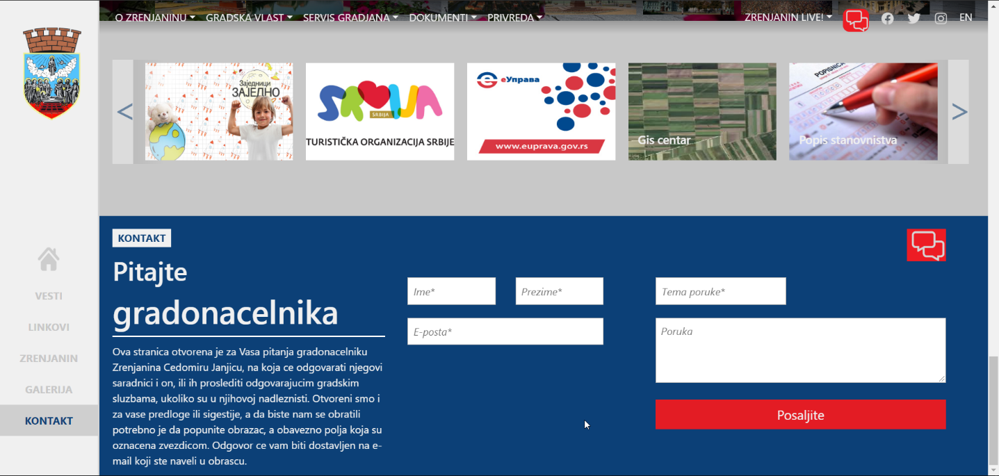 O ZRENJANINU GRADSKA VLAST SERVIS GRADJANA DOKUMENTI PRIVREDA ZRENJANIN LIVE! EN
Заједници
ЗАЈЕДНО
SRBIJA
TURISTIČKA ORGANIZACIJA SRBIJE
еУправа
www.euprava.gov.rs
Gis centar
POPISNICA
Popis stanovnistva
< >
VESTI
LINKOVI
ZRENJANIN
GALERIJA
KONTAKT
KONTAKT
Pitajte
gradonacelnika
Ova stranica otvorena je za Vasa pitanja gradonacelniku
Zrenjanina Cedomiru Janjicu, na koja ce odgovarati njegovi
saradnici i on, ili ih proslediti odgovarajucim gradskim
sluzbama, ukoliko su u njihovoj nadleznisti. Otvoreni smo i
za vase predloge ili sigestije, a da biste nam se obratili
potrebno je da popunite obrazac, a obavezno polja koja su
oznacena zvezdicom. Odgovor ce vam biti dostavljen na e-
mail koji ste naveli u obrascu.
Ime* Prezime*
E-posta*
Tema poruke*
Poruka
Posaljite